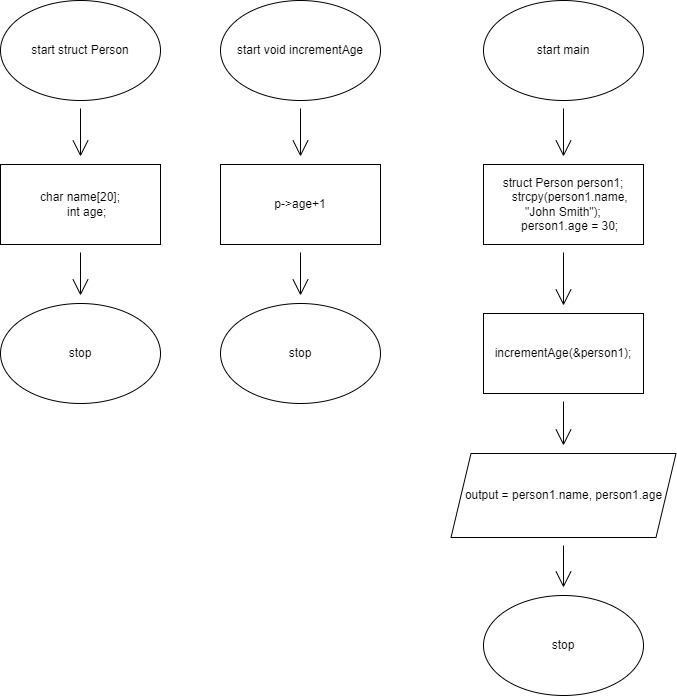 start struct Person
char name[20];
int age;
stop
start void incrementAge
p->age+1
stop
start main
struct Person person1;
strcpy(person1.name,
"John Smith");
person1.age = 30;
incrementAge(&person1);
output = person1.name, person1.age
stop